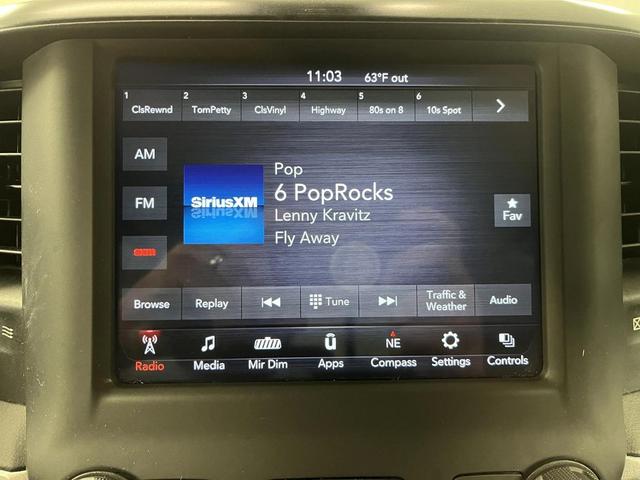 11:03 63°F out
1 ClsRewnd 2 TomPetty 3 ClsVinyl 4 Highway 5 80s on 8 6 10s Spot
AM
Pop
6 PopRocks
FM
SiriusXM
Lenny Kravitz
Fav
Fly Away
Browse Replay Tune Traffic & Weather Audio
NE
Radio Media Mir Dim Apps Compass Settings Controls